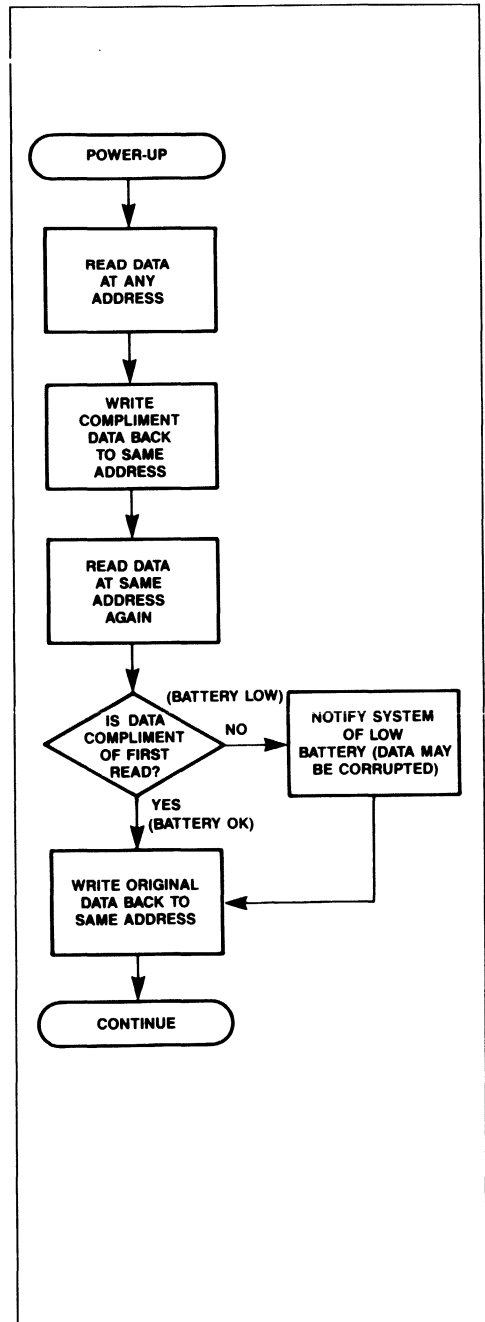 POWER-UP
READ DATA
AT ANY
ADDRESS
WRITE
COMPLIMENT
DATA BACK
TO SAME
ADDRESS
READ DATA
AT SAME
ADDRESS
AGAIN
IS DATA
COMPLIMENT
OF FIRST
READ?
(BATTERY LOW)
NO
NOTIFY SYSTEM
OF LOW
BATTERY (DATA MAY
BE CORRUPTED)
YES
(BATTERY OK)
WRITE ORIGINAL
DATA BACK TO
SAME ADDRESS
CONTINUE